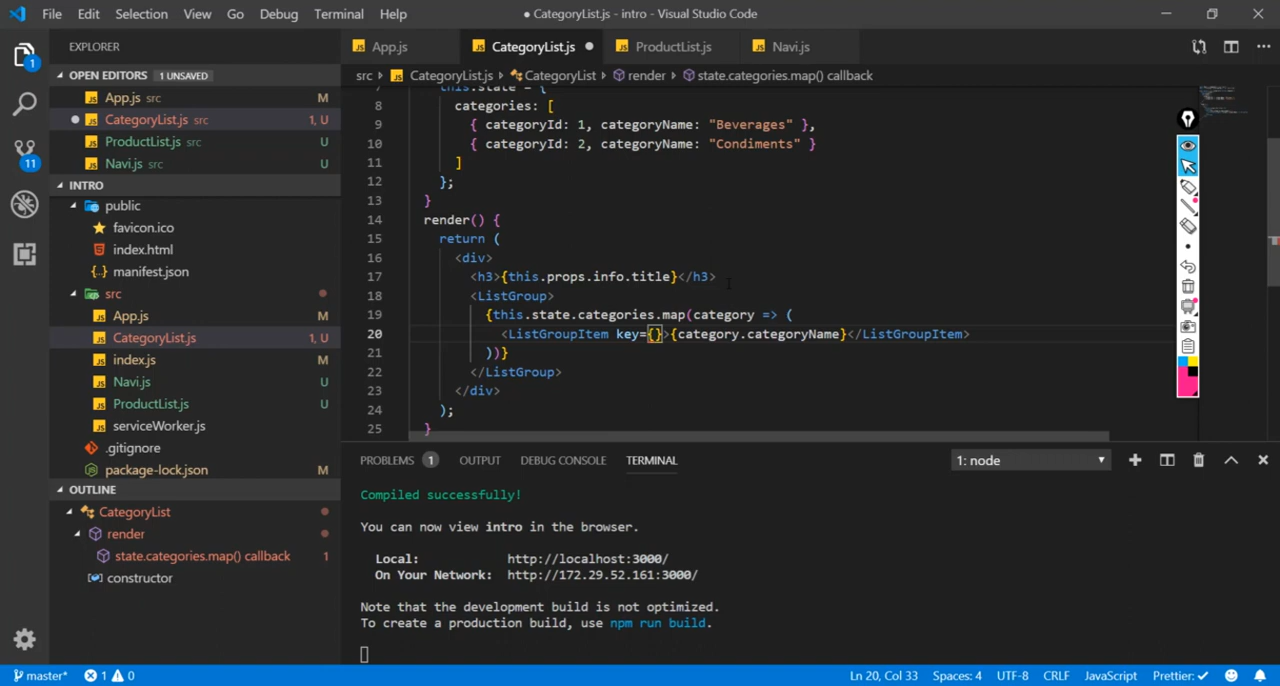 File Edit Selection View Go Debug Terminal Help ● CategoryList.js - intro - Visual Studio Code
EXPLORER
OPEN EDITORS 1 UNSAVED
App.js src M
CategoryList.js src 1, U
ProductList.js src U
Navi.js src U
INTRO
public
favicon.ico
index.html
manifest.json
src
App.js M
CategoryList.js 1, U
index.js M
Navi.js U
ProductList.js U
serviceWorker.js
.gitignore
package-lock.json M
OUTLINE
CategoryList
render
state.categories.map() callback 1
constructor
1
11
App.js CategoryList.js ProductList.js Navi.js
src › CategoryList.js › CategoryList › render › state.categories.map() callback
7 this.state = {
8 categories: [
9 { categoryId: 1, categoryName: "Beverages" },
10 { categoryId: 2, categoryName: "Condiments" }
11 ]
12 };
13 }
14 render() {
15 return (
16 <div>
17 <h3>{this.props.info.title}</h3>
18 <ListGroup>
19 {this.state.categories.map(category => (
20 <ListGroupItem key={}>{category.categoryName}</ListGroupItem>
21 ))}
22 </ListGroup>
23 </div>
24 );
25 }
PROBLEMS 1 OUTPUT DEBUG CONSOLE TERMINAL 1: node
Compiled successfully!
You can now view intro in the browser.
Local: http://localhost:3000/
On Your Network: http://172.29.52.161:3000/
Note that the development build is not optimized.
To create a production build, use npm run build.
master* 1 0 Ln 20, Col 33 Spaces: 4 UTF-8 CRLF JavaScript Prettier: ✓